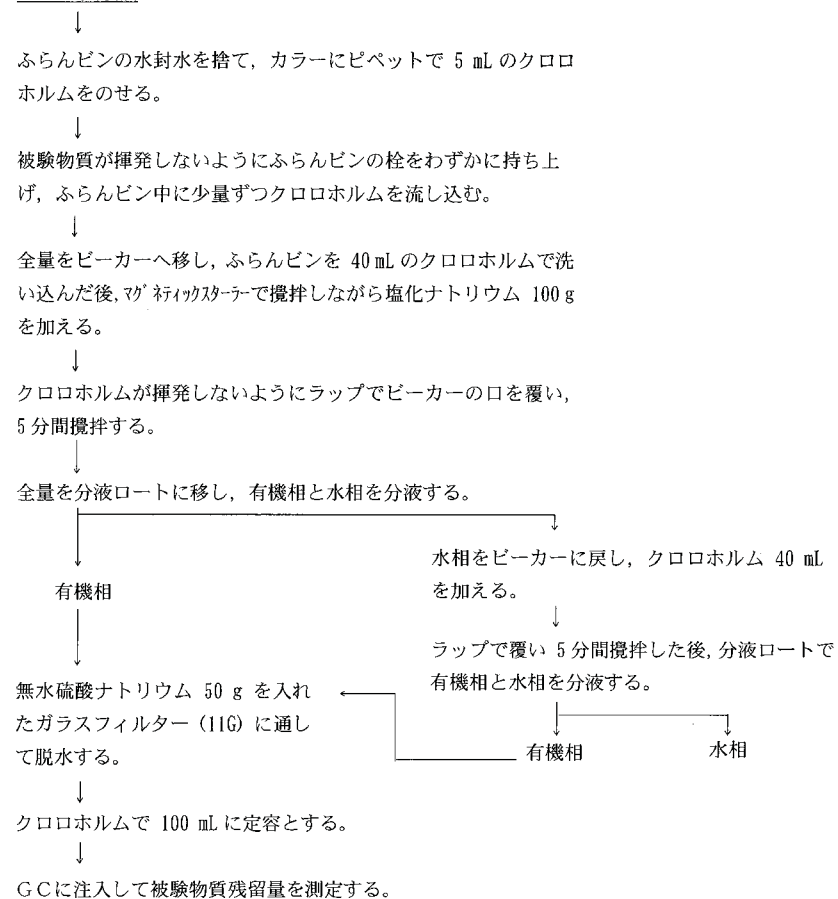 ふらんビンの水封水を捨て，カラーにピペットで 5 mL のクロロ
ホルムをのせる。
被験物質が揮発しないようにふらんビンの栓をわずかに持ち上
げ，ふらんビン中に少量ずつクロロホルムを流し込む。
全量をビーカーへ移し，ふらんビンを 40 mL のクロロホルムで洗
い込んだ後，ﾏｸﾞﾈﾃｨｯｸｽﾀｰﾗｰで攪拌しながら塩化ナトリウム 100 g
を加える。
クロロホルムが揮発しないようにラップでビーカーの口を覆い，
5 分間攪拌する。
全量を分液ロートに移し，有機相と水相を分液する。
有機相
水相をビーカーに戻し，クロロホルム 40 mL
を加える。
ラップで覆い 5 分間攪拌した後，分液ロートで
有機相と水相を分液する。
有機相
水相
無水硫酸ナトリウム 50 g を入れ
たガラスフィルター (11G) に通し
て脱水する。
クロロホルムで 100 mL に定容とする。
ＧＣに注入して被験物質残留量を測定する。